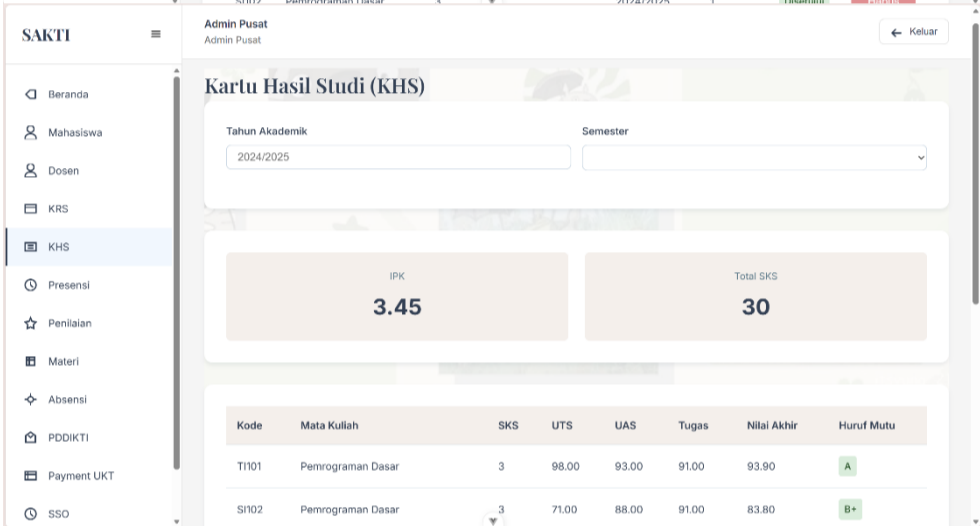 SAKTI
Beranda
Mahasiswa
Dosen
KRS
KHS
Presensi
Penilaian
Materi
Absensi
PDDIKTI
Payment UKT
SSO
Admin Pusat
Admin Pusat
Keluar
Kartu Hasil Studi (KHS)
Tahun Akademik
2024/2025
Semester
IPK
3.45
Total SKS
30
Kode Mata Kuliah SKS UTS UAS Tugas Nilai Akhir Huruf Mutu
TI101 Pemrograman Dasar 3 98.00 93.00 91.00 93.90 A
SI102 Pemrograman Dasar 3 71.00 88.00 91.00 83.80 B+